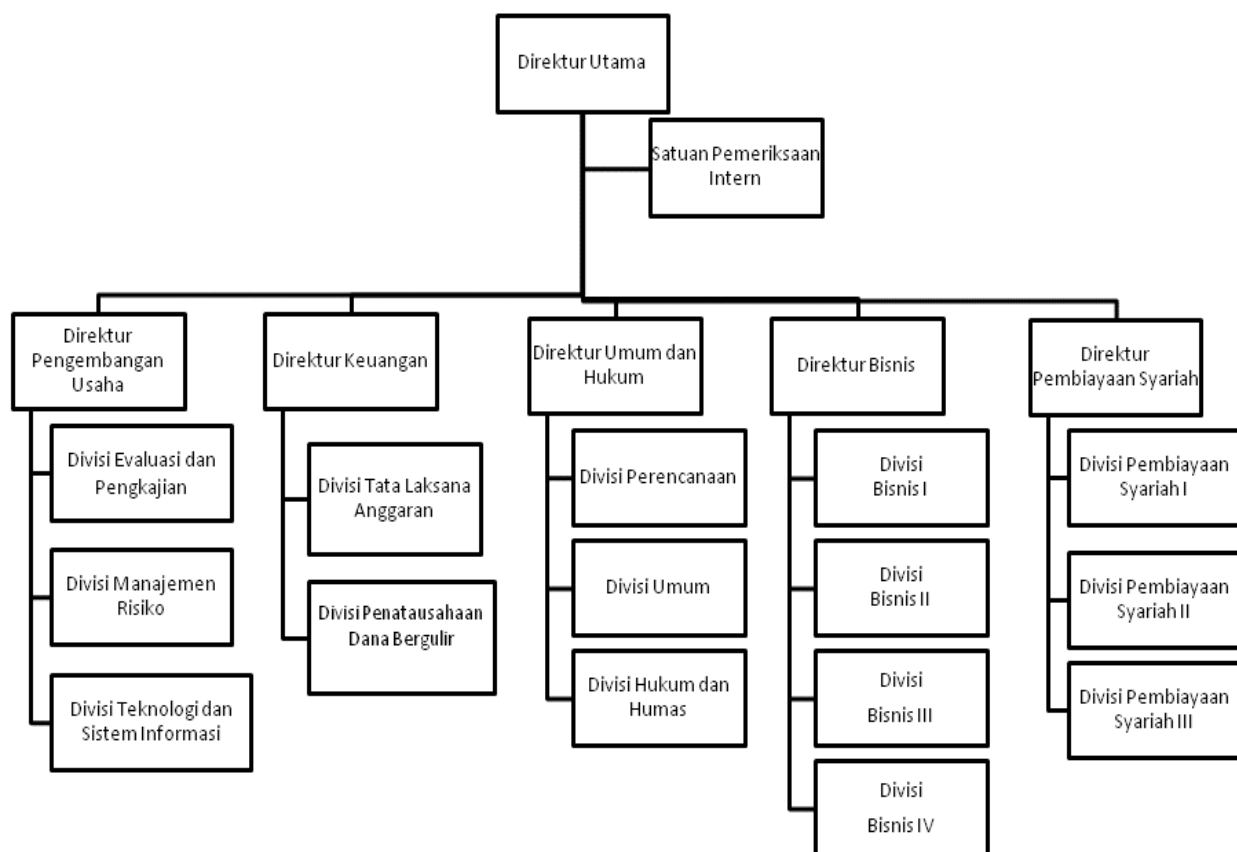 Direktur Utama
Satuan Pemeriksaan
Intern
Direktur
Pengembangan
Usaha
Direktur Keuangan
Direktur Umum dan
Hukum
Direktur Bisnis
Direktur
Pembiayaan Syariah
Divisi Evaluasi dan
Pengkajian
Divisi Manajemen
Risiko
Divisi Teknologi dan
Sistem Informasi
Divisi Tata Laksana
Anggaran
Divisi Penatausahaan
Dana Bergulir
Divisi Perencanaan
Divisi Umum
Divisi Hukum dan
Humas
Divisi
Bisnis I
Divisi
Bisnis II
Divisi
Bisnis III
Divisi
Bisnis IV
Divisi Pembiayaan
Syariah I
Divisi Pembiayaan
Syariah II
Divisi Pembiayaan
Syariah III